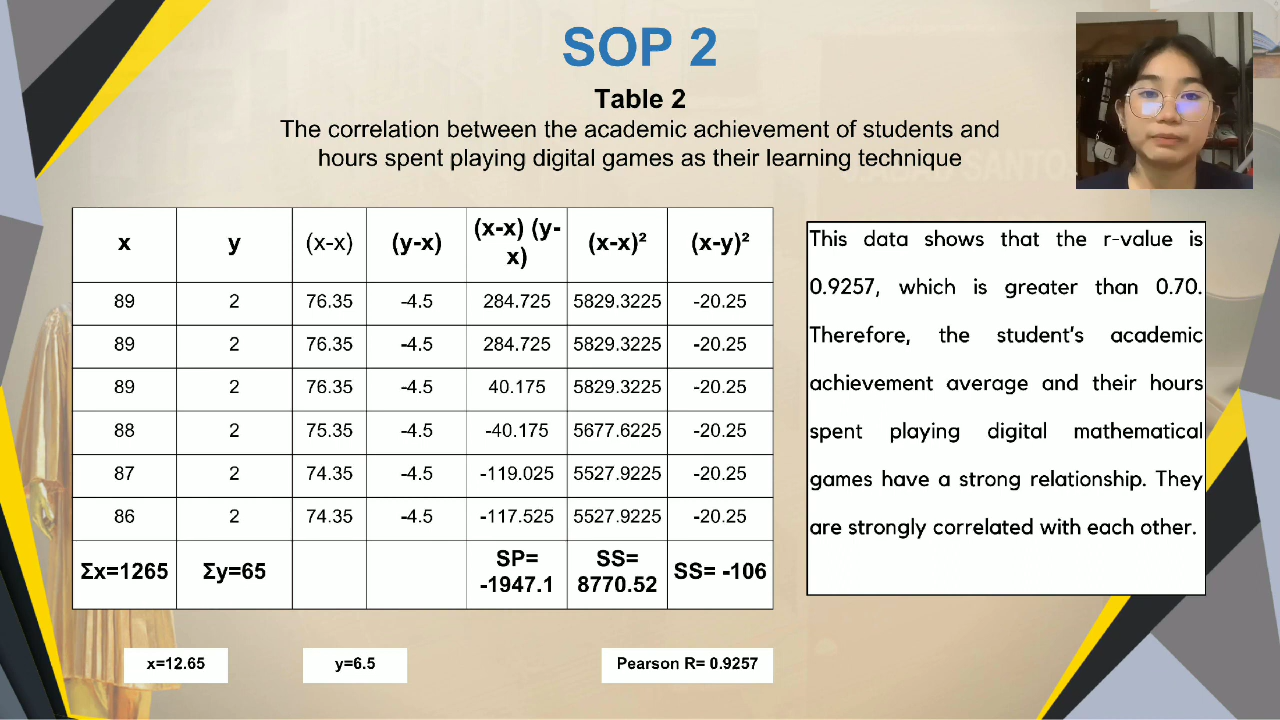 SOP 2
Table 2
The correlation between the academic achievement of students and
hours spent playing digital games as their learning technique
x y (x-x) (y-x) (x-x) (y-x) (x-x)² (x-y)²
89 2 76.35 -4.5 284.725 5829.3225 -20.25
89 2 76.35 -4.5 284.725 5829.3225 -20.25
89 2 76.35 -4.5 40.175 5829.3225 -20.25
88 2 75.35 -4.5 -40.175 5677.6225 -20.25
87 2 74.35 -4.5 -119.025 5527.9225 -20.25
86 2 74.35 -4.5 -117.525 5527.9225 -20.25
Σx=1265 Σy=65 SP= -1947.1 SS= 8770.52 SS= -106
This data shows that the r-value is
0.9257, which is greater than 0.70.
Therefore, the student's academic
achievement average and their hours
spent playing digital mathematical
games have a strong relationship. They
are strongly correlated with each other.
x=12.65
y=6.5
Pearson R= 0.9257